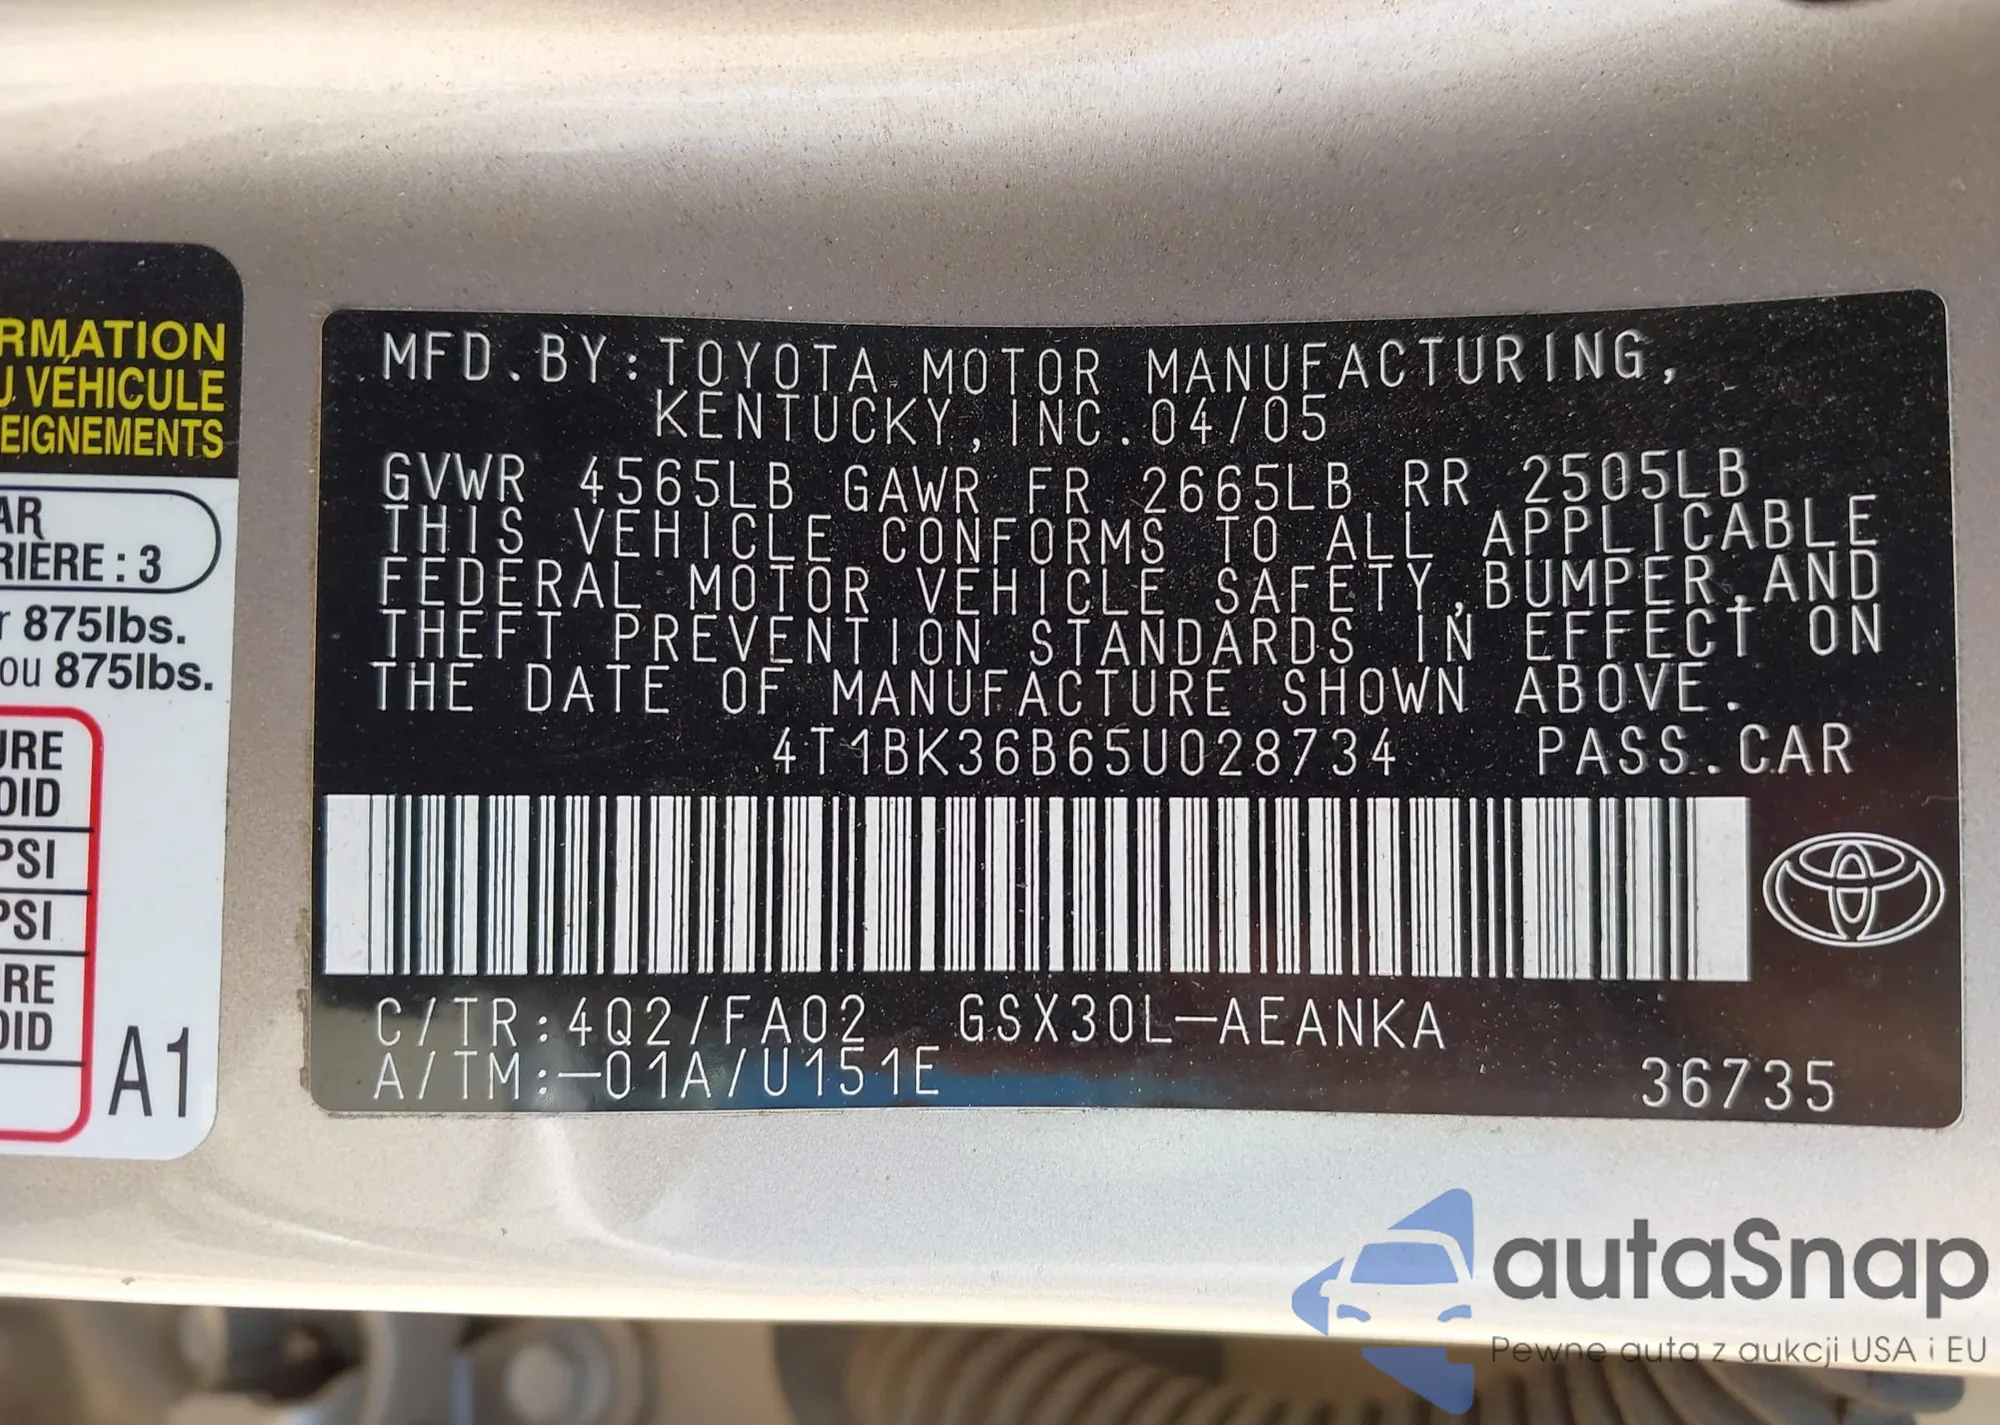 RMATION
U VÉHICULE
EIGNEMENTS
AR
RIÈRE : 3
r 875lbs.
ou 875lbs.
URE
OID
PSI
PSI
RE
OID
A1
MFD.BY:TOYOTA MOTOR MANUFACTURING,
KENTUCKY,INC.04/05
GVWR 4565LB GAWR FR 2665LB RR 2505LB
THIS VEHICLE CONFORMS TO ALL APPLICABLE
FEDERAL MOTOR VEHICLE SAFETY,BUMPER,AND
THEFT PREVENTION STANDARDS IN EFFECT ON
THE DATE OF MANUFACTURE SHOWN ABOVE.
4T1BK36B65U028734 PASS.CAR
C/TR:4Q2/FA02 GSX30L-AEANKA
A/TM:-01A/U151E
36735
autaSnap
Pewne auta z aukcji USA i EU